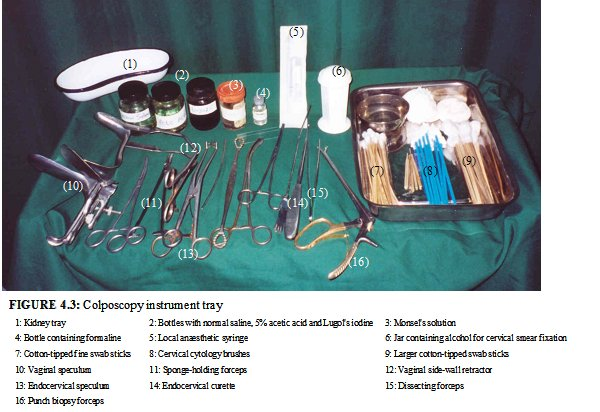 (1)
(2)
(3)
(4)
(5)
(6)
(7)
(8)
(9)
(10)
(11)
(12)
(13)
(14)
(15)
(16)
FIGURE 4.3: Colposcopy instrument tray
1: Kidney tray 2: Bottles with normal saline, 5% acetic acid and Lugol's iodine 3: Monsel's solution
4: Bottle containing formaline 5: Local anaesthetic syringe 6: Jar containing alcohol for cervical smear fixation
7: Cotton-tipped fine swab sticks 8: Cervical cytology brushes 9: Larger cotton-tipped swab sticks
10: Vaginal speculum 11: Sponge-holding forceps 12: Vaginal side-wall retractor
13: Endocervical speculum 14: Endocervical curette 15: Dissecting forceps
16: Punch biopsy forceps